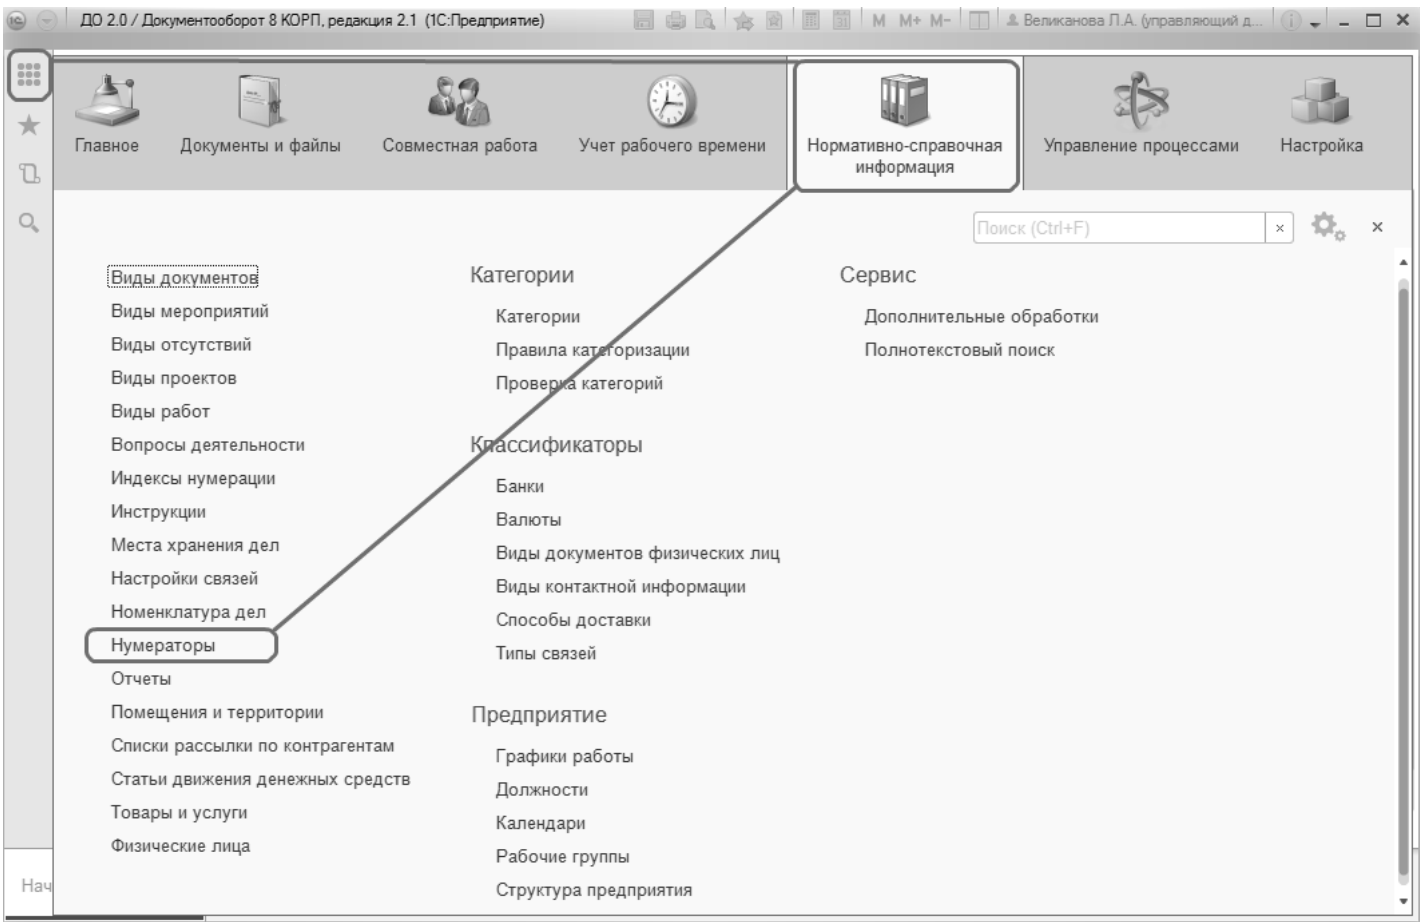 ДО 2.0 / Документооборот 8 КОРП, редакция 2.1 (1С:Предприятие)
M M+ M-
Великанова Л.А. (управляющий д...
Главное
Документы и файлы
Совместная работа
Учет рабочего времени
Нормативно-справочная
информация
Управление процессами
Настройка
Поиск (Ctrl+F)
Виды документов
Виды мероприятий
Виды отсутствий
Виды проектов
Виды работ
Вопросы деятельности
Индексы нумерации
Инструкции
Места хранения дел
Настройки связей
Номенклатура дел
Нумераторы
Отчеты
Помещения и территории
Списки рассылки по контрагентам
Статьи движения денежных средств
Товары и услуги
Физические лица
Категории
Категории
Правила категоризации
Проверка категорий
Классификаторы
Банки
Валюты
Виды документов физических лиц
Виды контактной информации
Способы доставки
Типы связей
Предприятие
Графики работы
Должности
Календари
Рабочие группы
Структура предприятия
Сервис
Дополнительные обработки
Полнотекстовый поиск
Нач